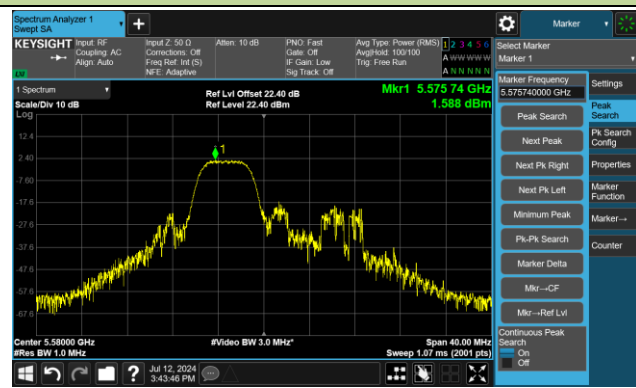 Spectrum Analyzer 1
Swept SA
Marker
KEYSIGHT Input: RF Input Z: 50 Ω Atten: 10 dB PNO: Fast Avg Type: Power (RMS) 1 2 3 4 5 6
Coupling: AC Corrections: Off Gate: Off Avg|Hold: 100/100 A W W W W W
Align: Auto Freq Ref: Int (S) IF Gain: Low Trig: Free Run
NFE: Adaptive Sig Track: Off A N N N N N
Select Marker
Marker 1
1 Spectrum
Scale/Div 10 dB
Log
Ref Lvl Offset 22.40 dB
Ref Level 22.40 dBm
Mkr1 5.575 74 GHz
1.588 dBm
1
12.4
2.40
-7.60
-17.6
-27.6
-37.6
-47.6
-57.6
-67.6
Center 5.58000 GHz #Video BW 3.0 MHz* Span 40.00 MHz
#Res BW 1.0 MHz Sweep 1.07 ms (2001 pts)
Marker Frequency
5.575740000 GHz
Peak Search
Next Peak
Next Pk Right
Next Pk Left
Minimum Peak
Pk-Pk Search
Marker Delta
Mkr→CF
Mkr→Ref Lvl
Continuous Peak
Search
On
Off
Settings
Peak
Search
Pk Search
Config
Properties
Marker
Function
Marker→
Counter
Jul 12, 2024
3:43:46 PM